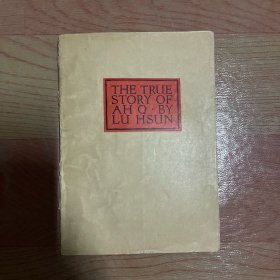 THE TRUE
STORY OF
AH Q · BY
LU HSUN